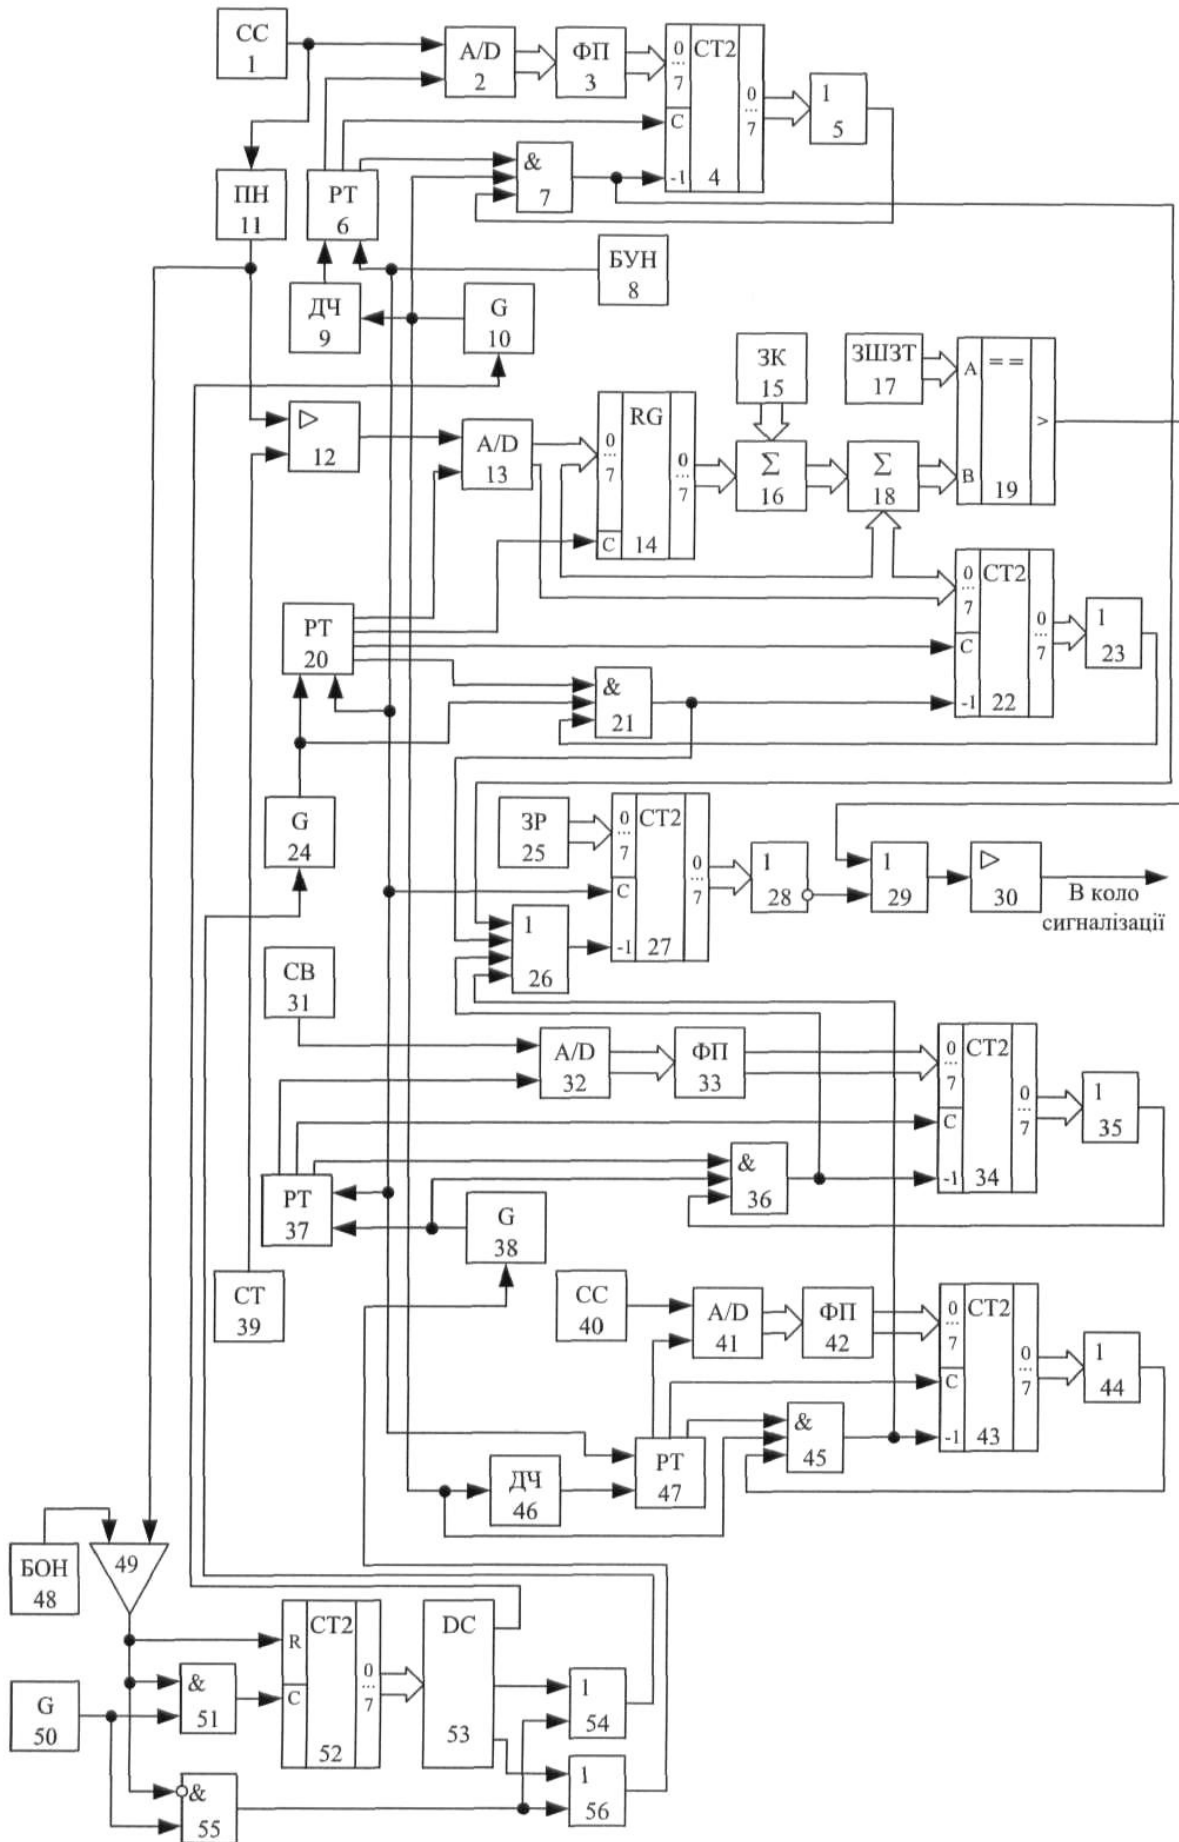 CC
1
A/D
2
ФП
3
0
...
7
CT2
C
-1
4
0
...
7
1
5
&
7
ПН
11
РТ
6
БУН
8
ДЧ
9
G
10
ЗК
15
ЗШЗТ
17
A
==
B
19
>
▷
12
A/D
13
0
...
7
RG
C
14
0
...
7
Σ
16
Σ
18
0
...
7
CT2
C
-1
22
0
...
7
1
23
РТ
20
&
21
G
24
ЗР
25
0
...
7
CT2
C
-1
27
0
...
7
1
28
1
29
▷
30
В коло
сигналізації
1
26
СВ
31
A/D
32
ФП
33
0
...
7
CT2
C
-1
34
0
...
7
1
35
&
36
РТ
37
G
38
СТ
39
CC
40
A/D
41
ФП
42
0
...
7
CT2
C
-1
43
0
...
7
1
44
&
45
ДЧ
46
РТ
47
БОН
48
49
G
50
&
51
R
CT2
C
52
0
...
7
DC
53
1
54
&
55
1
56